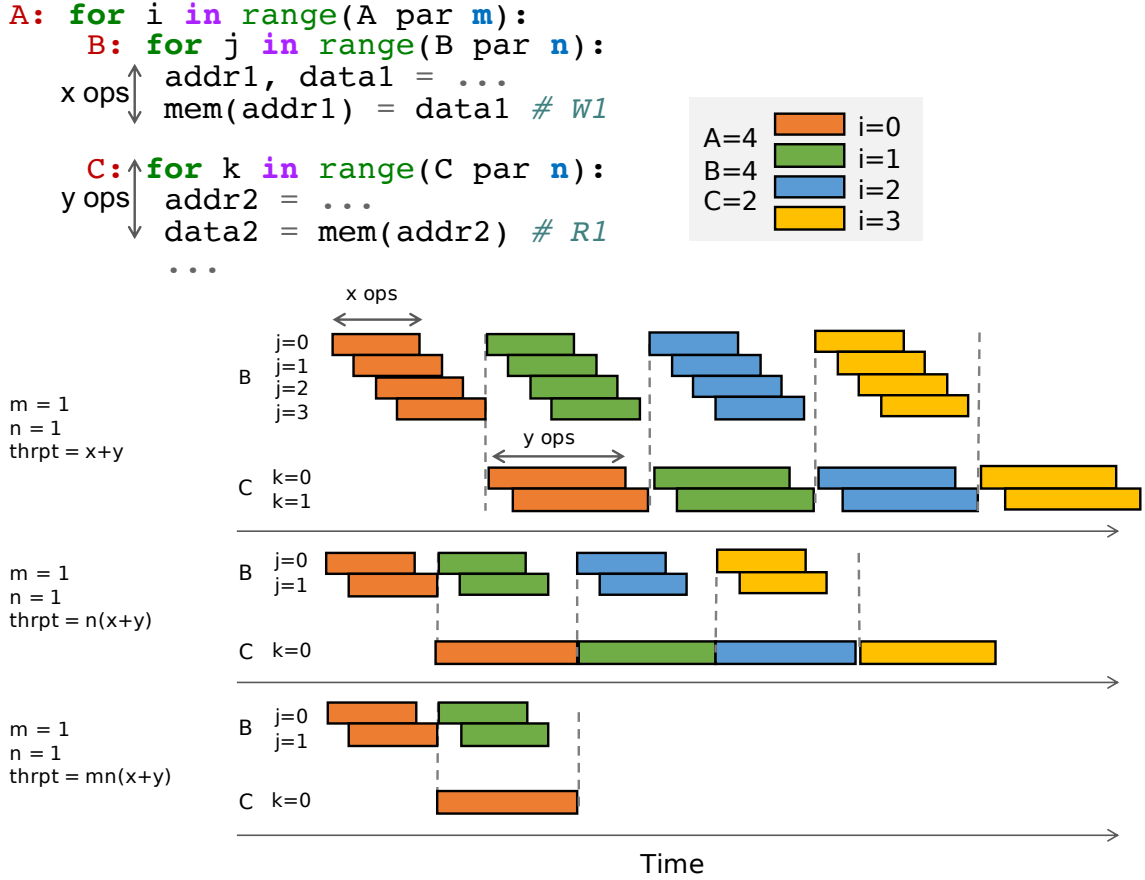 A: for i in range(A par m):
B: for j in range(B par n):
x ops
addr1, data1 = ...
mem(addr1) = data1 # W1
C: for k in range(C par n):
y ops
addr2 = ...
data2 = mem(addr2) # R1
...
A=4
B=4
C=2
i=0
i=1
i=2
i=3
x ops
m = 1
n = 1
thrpt = x+y
B
j=0
j=1
j=2
j=3
y ops
C
k=0
k=1
m = 1
n = 1
thrpt = n(x+y)
B
j=0
j=1
C
k=0
m = 1
n = 1
thrpt = mn(x+y)
B
j=0
j=1
C
k=0
Time